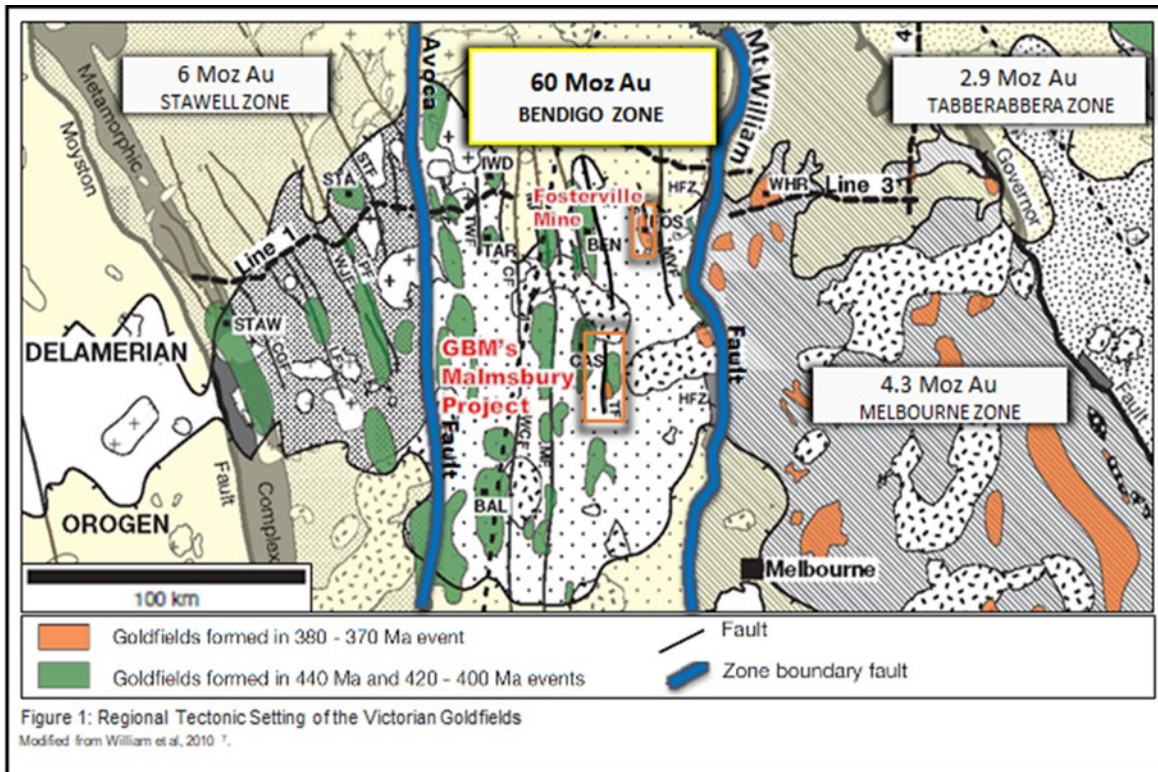 6 Moz Au
STAWELL ZONE
60 Moz Au
BENDIGO ZONE
2.9 Moz Au
TABBERABBERA ZONE
Metamorphic
Moyston
Avoca
Mt William
Governor
IWD
STA
STF
WHR
Line 3
HFZ
Fosterville
Mine
FOS
BEN
TAR
CF
Line 1
STAW
COF
DELAMERIAN
GBM's
Malmsbury
Project
CAS
TF
HFZ
Fault
Fault
WCF
Fault
4.3 Moz Au
MELBOURNE ZONE
BAL
Fault
Complex
OROGEN
Melbourne
100 km
Goldfields formed in 380 - 370 Ma event
Goldfields formed in 440 Ma and 420 - 400 Ma events
Fault
Zone boundary fault
Figure 1: Regional Tectonic Setting of the Victorian Goldfields
Modified from William et al, 2010 ⁷.